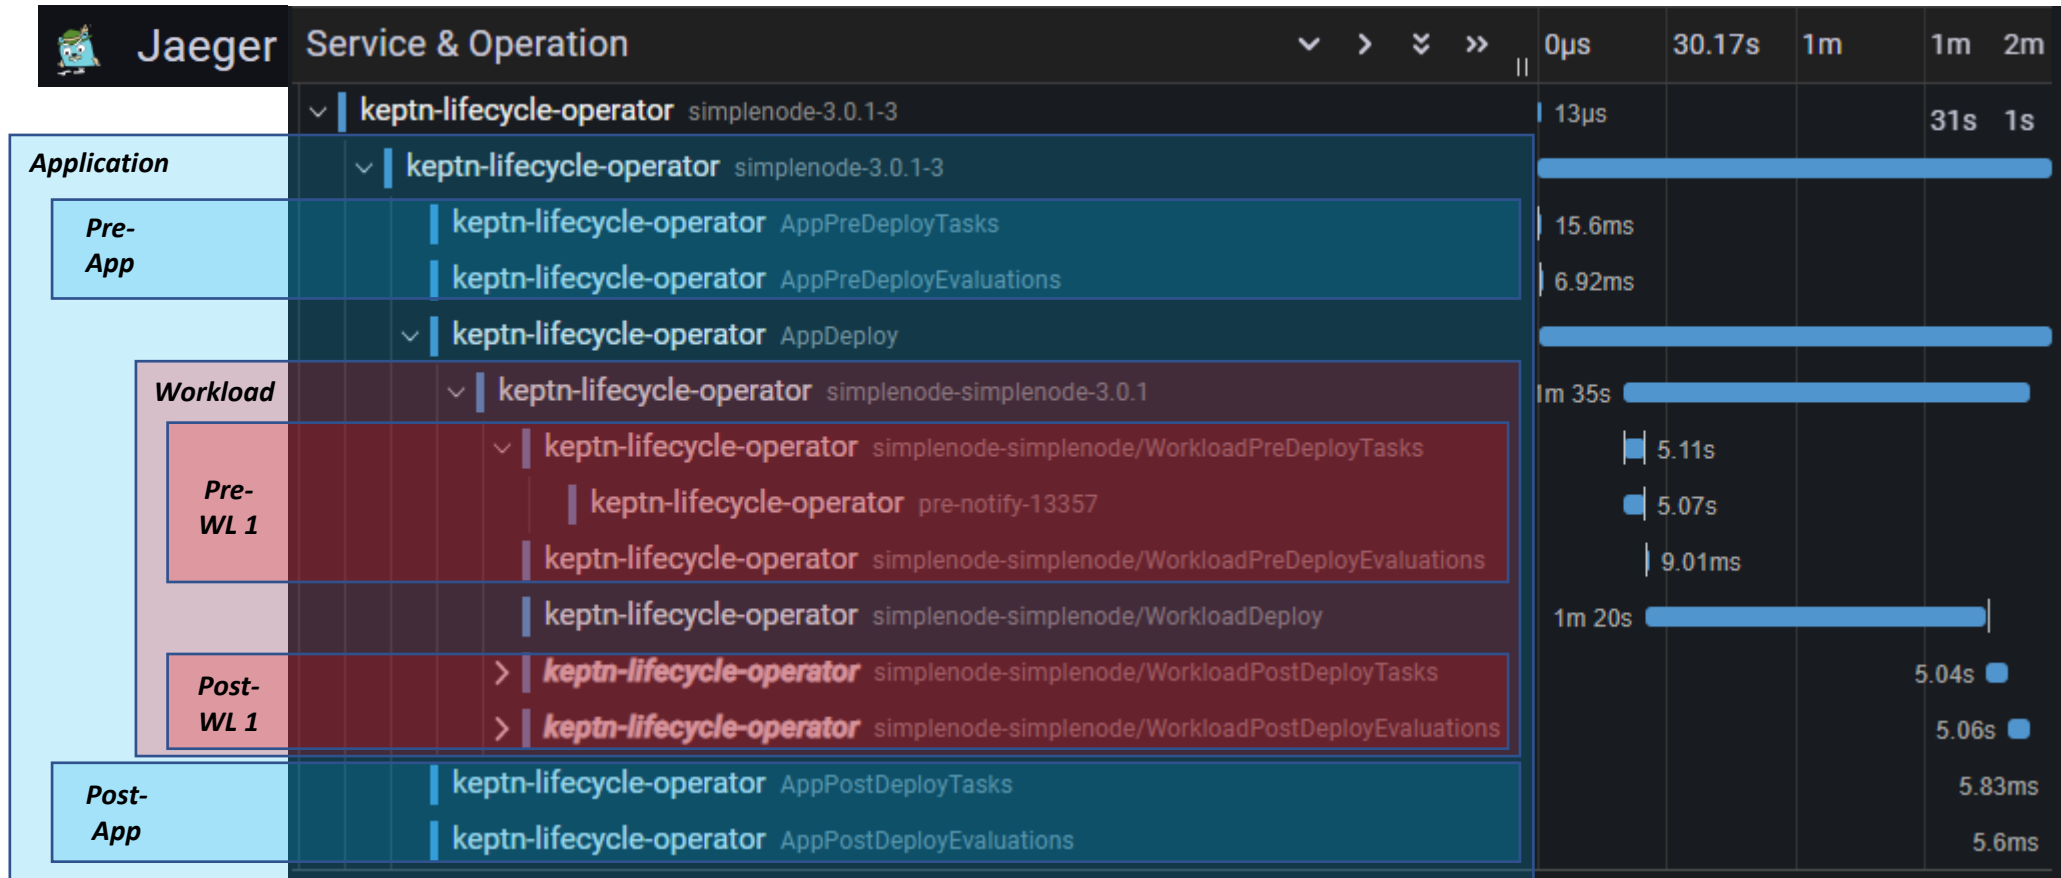 Jaeger Service & Operation 0µs 30.17s 1m 1m 2m
keptn-lifecycle-operator simplenode-3.0.1-3 13µs 31s 1s
Application keptn-lifecycle-operator simplenode-3.0.1-3
Pre-
App
keptn-lifecycle-operator AppPreDeployTasks 15.6ms
keptn-lifecycle-operator AppPreDeployEvaluations 6.92ms
keptn-lifecycle-operator AppDeploy
Workload keptn-lifecycle-operator simplenode-simplenode-3.0.1 1m 35s
keptn-lifecycle-operator simplenode-simplenode/WorkloadPreDeployTasks 5.11s
Pre-
WL 1
keptn-lifecycle-operator pre-notify-13357 5.07s
keptn-lifecycle-operator simplenode-simplenode/WorkloadPreDeployEvaluations 9.01ms
keptn-lifecycle-operator simplenode-simplenode/WorkloadDeploy 1m 20s
Post-
WL 1
keptn-lifecycle-operator simplenode-simplenode/WorkloadPostDeployTasks 5.04s
keptn-lifecycle-operator simplenode-simplenode/WorkloadPostDeployEvaluations 5.06s
Post-
App
keptn-lifecycle-operator AppPostDeployTasks 5.83ms
keptn-lifecycle-operator AppPostDeployEvaluations 5.6ms